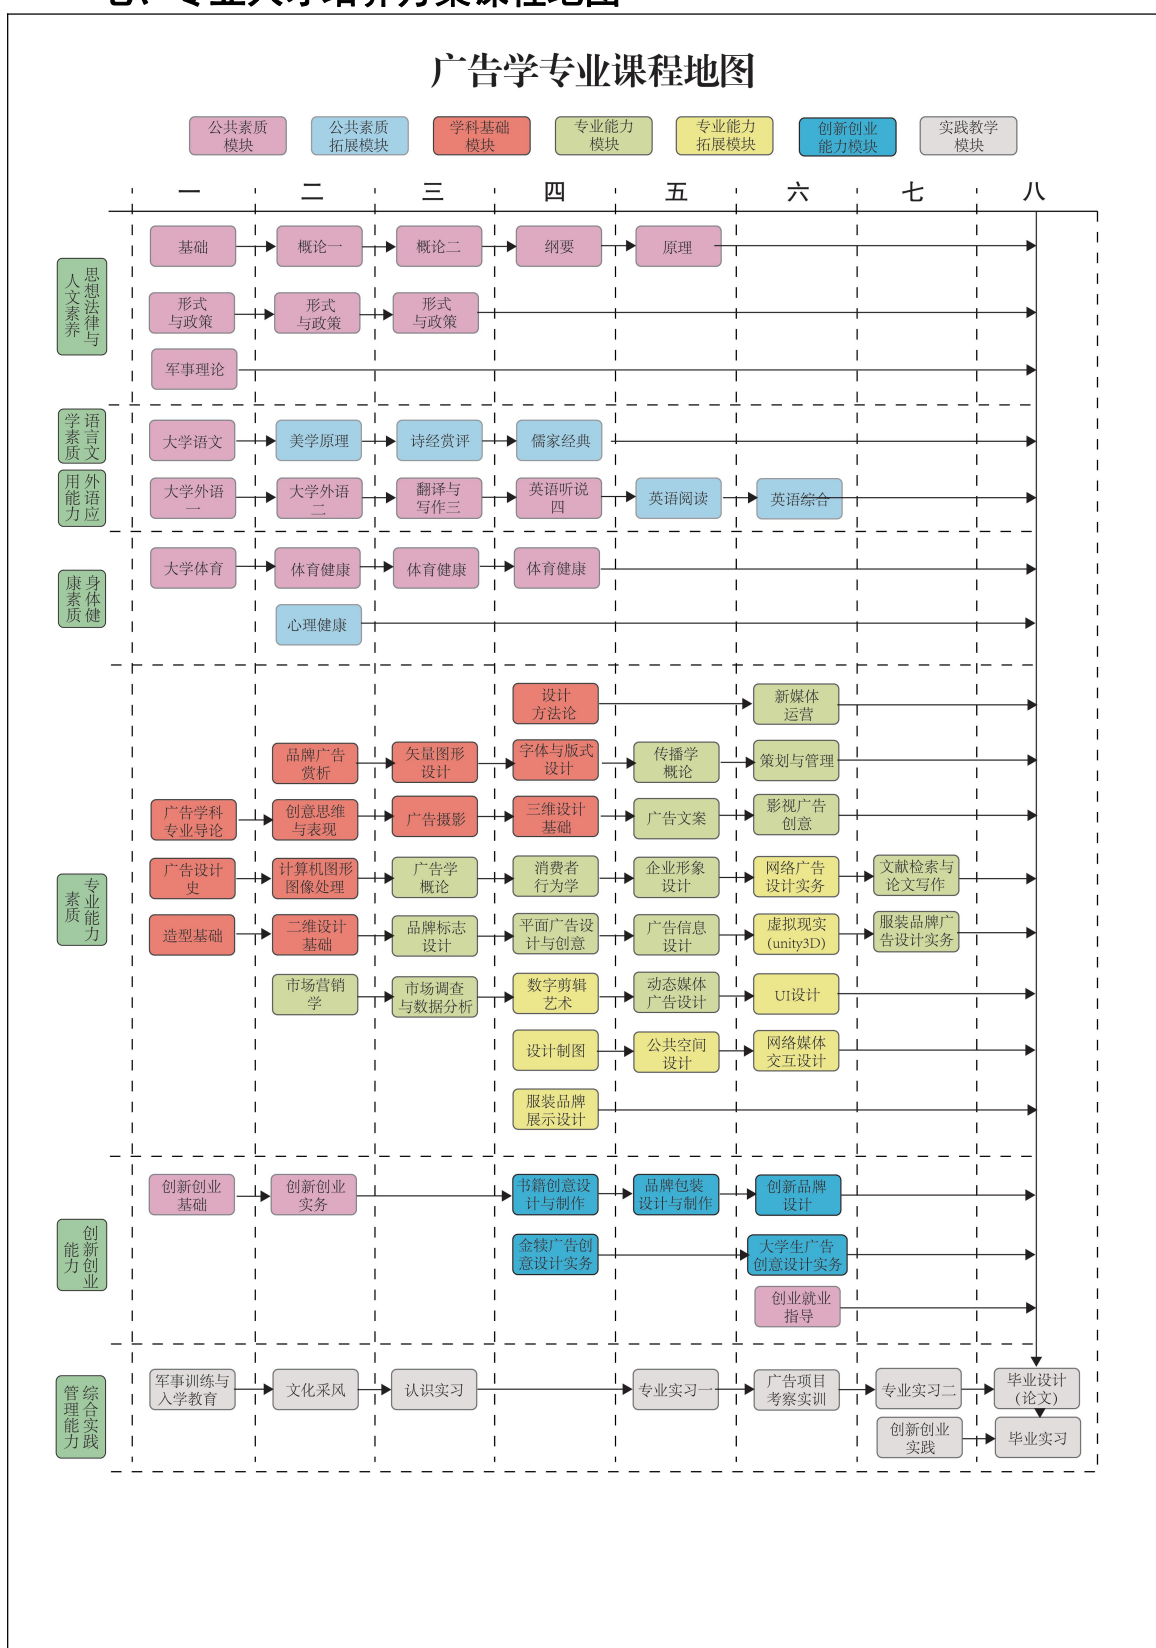 七、专业人才培养方案课程地图
广告学专业课程地图
公共素质
模块
公共素质
拓展模块
学科基础
模块
专业能力
模块
专业能力
拓展模块
创新创业
能力模块
实践教学
模块
一
二
三
四
五
六
七
八
思想法律与
人文素养
基础
概论一
概论二
纲要
原理
形式
与政策
形式
与政策
形式
与政策
军事理论
语言文
学素质
大学语文
美学原理
诗经赏评
儒家经典
外语应
用能力
大学外语
一
大学外语
二
翻译与
写作三
英语听说
四
英语阅读
英语综合
身体健
康素质
大学体育
体育健康
体育健康
体育健康
心理健康
专业能力
素质
设计
方法论
新媒体
运营
品牌广告
赏析
矢量图形
设计
字体与版式
设计
传播学
概论
策划与管理
广告学科
专业导论
创意思维
与表现
广告摄影
三维设计
基础
广告文案
影视广告
创意
广告设计
史
计算机图形
图像处理
广告学
概论
消费者
行为学
企业形象
设计
网络广告
设计实务
文献检索与
论文写作
造型基础
二维设计
基础
品牌标志
设计
平面广告设
计与创意
广告信息
设计
虚拟现实
(unity3D)
服装品牌广
告设计实务
市场营销
学
市场调查
与数据分析
数字剪辑
艺术
动态媒体
广告设计
UI设计
设计制图
公共空间
设计
网络媒体
交互设计
服装品牌
展示设计
创新创业
能力
创新创业
基础
创新创业
实务
书籍创意设
计与制作
品牌包装
设计与制作
创新品牌
设计
金犊广告创
意设计实务
大学生广告
创意设计实务
创业就业
指导
综合实践
管理能力
军事训练与
入学教育
文化采风
认识实习
专业实习一
广告项目
考察实训
专业实习二
毕业设计
(论文)
创新创业
实践
毕业实习